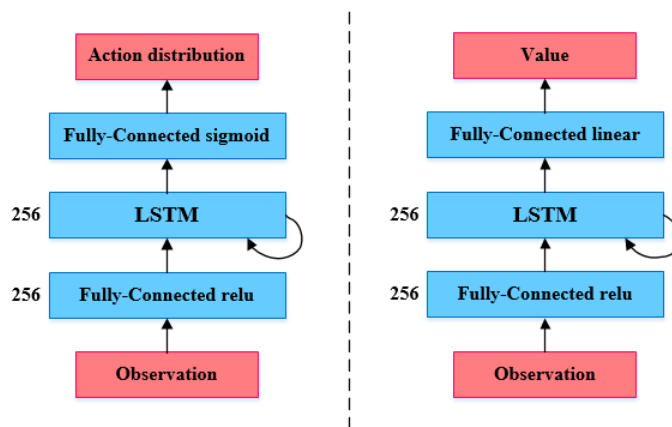 Action distribution
Fully-Connected sigmoid
256
LSTM
256
Fully-Connected relu
Observation
Value
Fully-Connected linear
256
LSTM
256
Fully-Connected relu
Observation